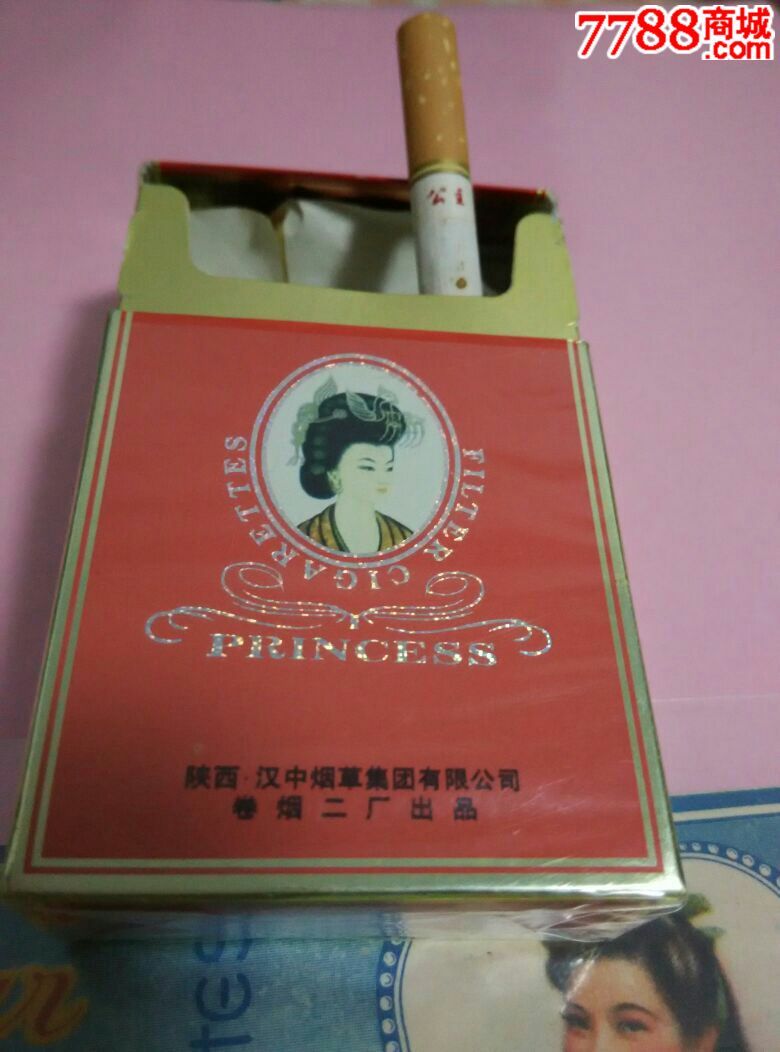 7788商城
.com
公主
FILTER CIGARETTES
PRINCESS
陕西·汉中烟草集团有限公司
卷烟二厂出品
tes